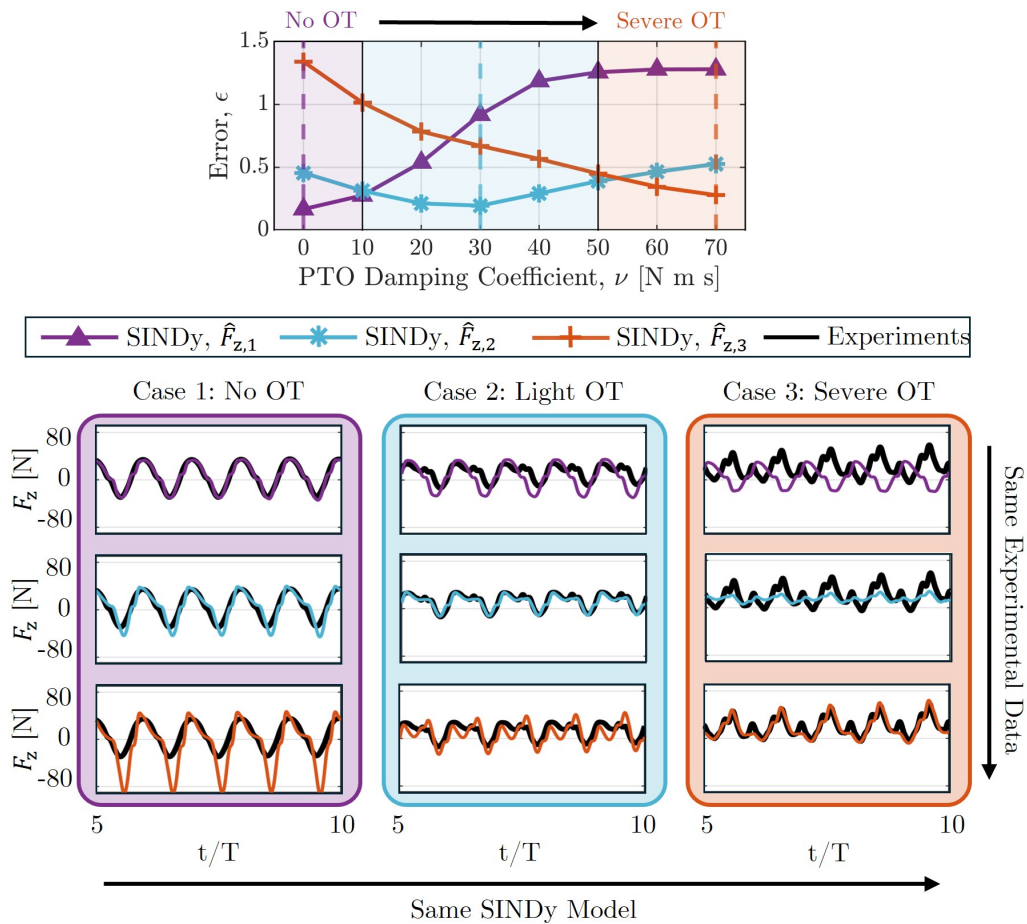 No OT
Severe OT
1.5
1
0.5
0
Error, ϵ
0 10 20 30 40 50 60 70
PTO Damping Coefficient, ν [N m s]
SINDy, F̂z,1 SINDy, F̂z,2 SINDy, F̂z,3 Experiments
Case 1: No OT Case 2: Light OT Case 3: Severe OT
80
0
-80
Fz [N]
80
0
-80
Fz [N]
80
0
-80
Fz [N]
Same Experimental Data
5 10 5 10 5 10
t/T t/T t/T
Same SINDy Model